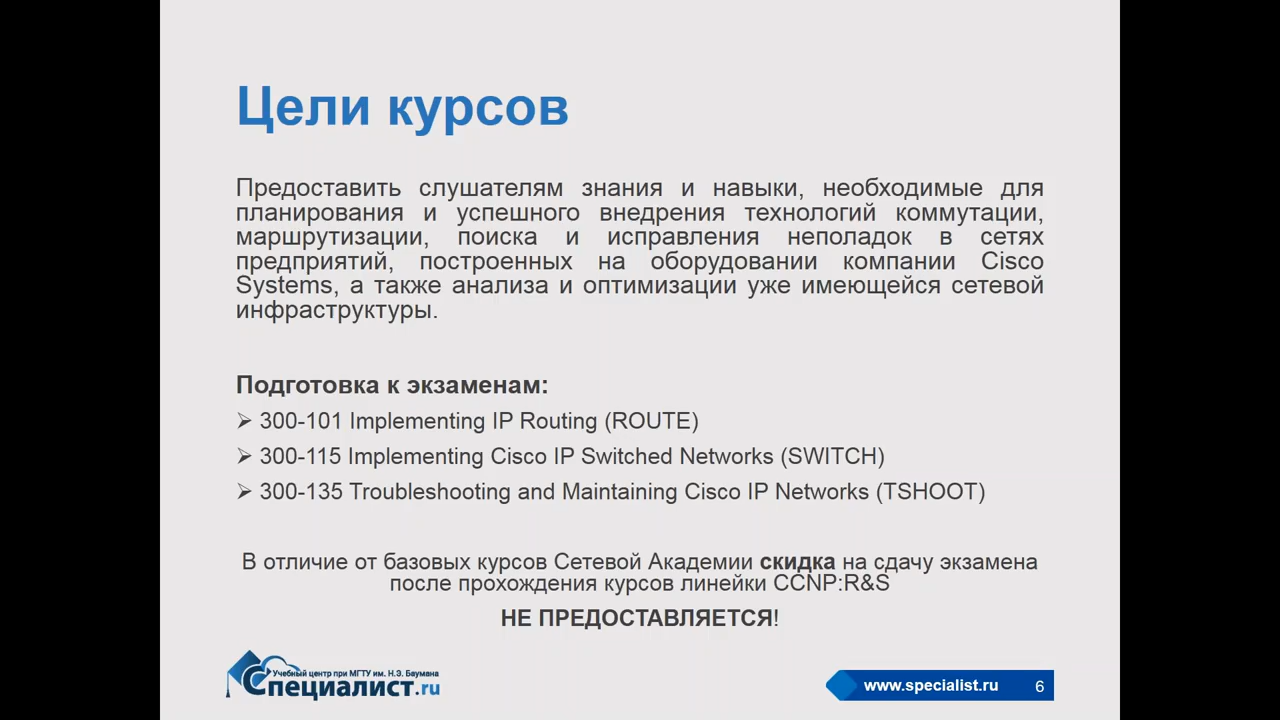 Цели курсов
Предоставить слушателям знания и навыки, необходимые для
планирования и успешного внедрения технологий коммутации,
маршрутизации, поиска и исправления неполадок в сетях
предприятий, построенных на оборудовании компании Cisco
Systems, а также анализа и оптимизации уже имеющейся сетевой
инфраструктуры.
Подготовка к экзаменам:
➢ 300-101 Implementing IP Routing (ROUTE)
➢ 300-115 Implementing Cisco IP Switched Networks (SWITCH)
➢ 300-135 Troubleshooting and Maintaining Cisco IP Networks (TSHOOT)
В отличие от базовых курсов Сетевой Академии скидка на сдачу экзамена
после прохождения курсов линейки CCNP:R&S
НЕ ПРЕДОСТАВЛЯЕТСЯ!
Учебный центр при МГТУ им. Н.Э. Баумана
Специалист.ru
www.specialist.ru 6